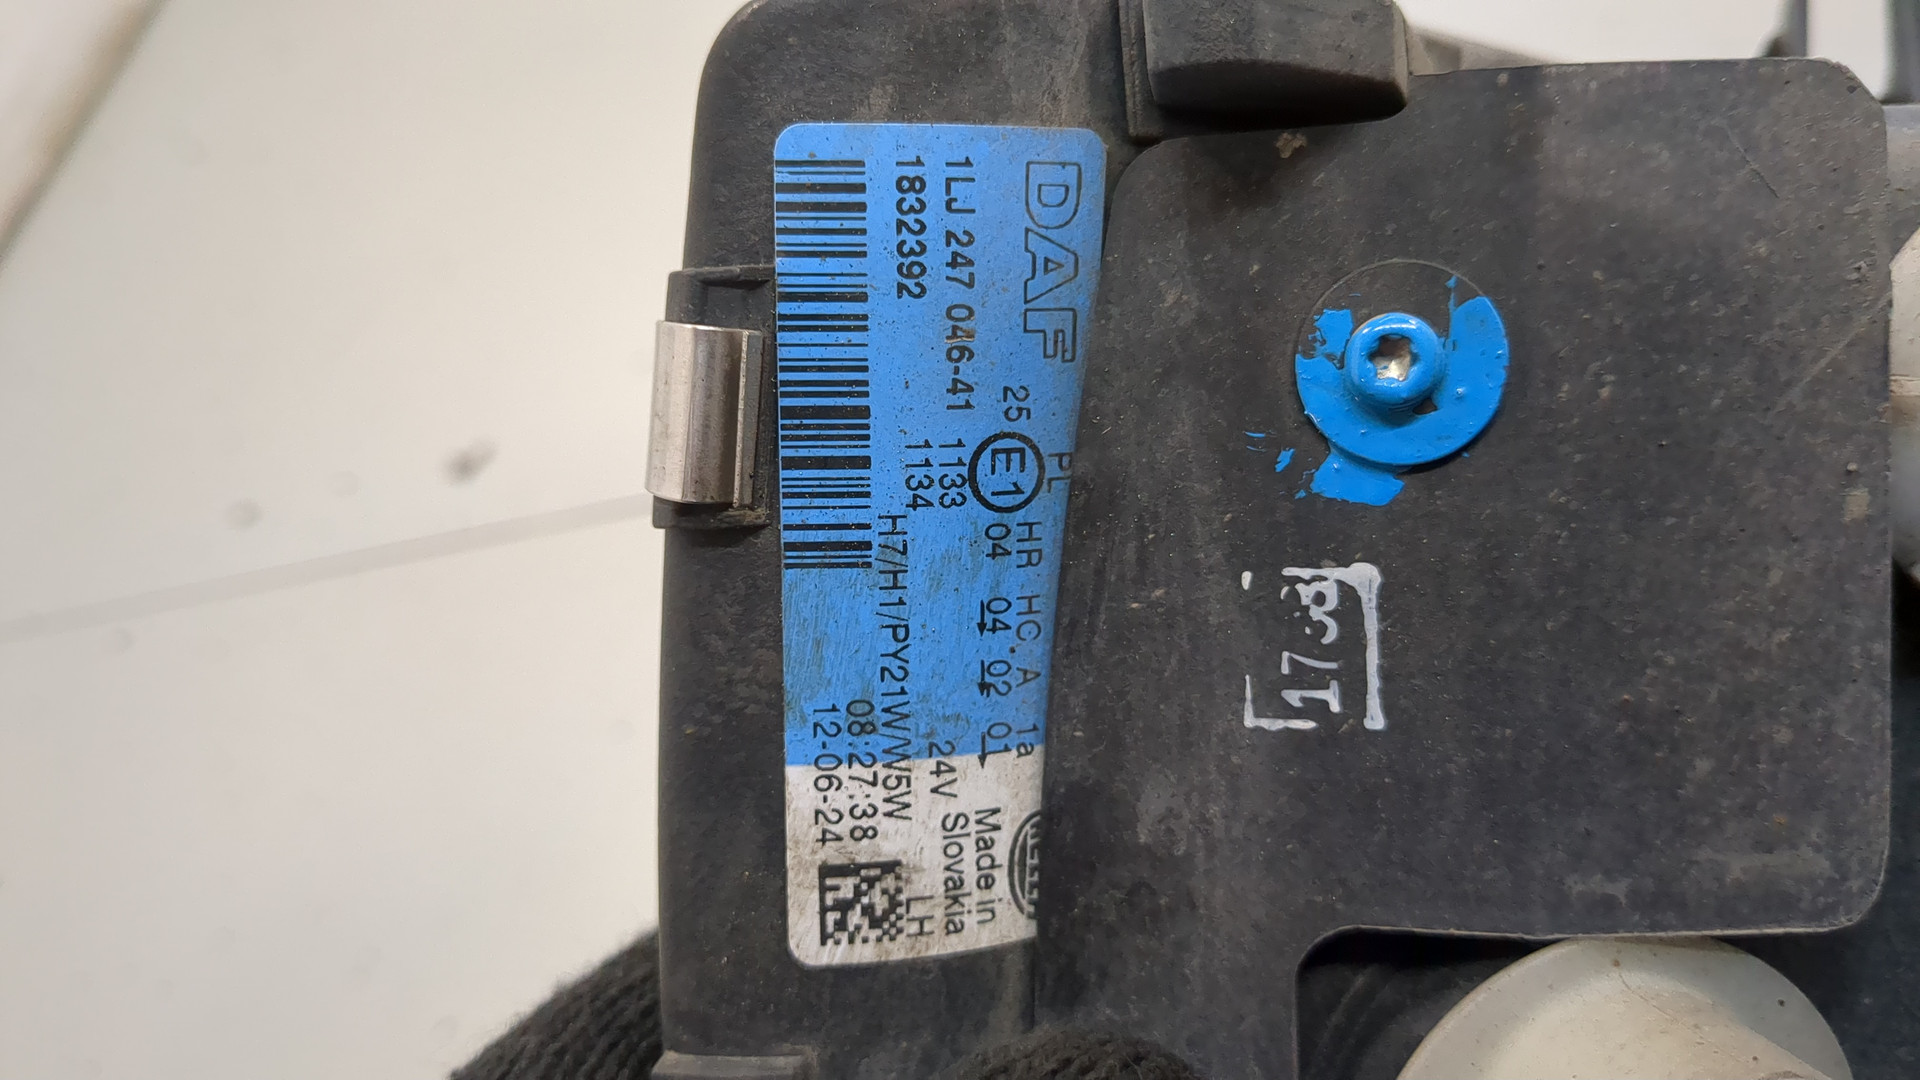 DAF
PL HR HC. A 1a
25 E1 04 04 02 01
1LJ 247 046-41 1133
1832392 1134
H7/H1/PY21W/W5W
24V
Made in
Slovakia
LH
08:27:38
12-06-24
HELLA
17